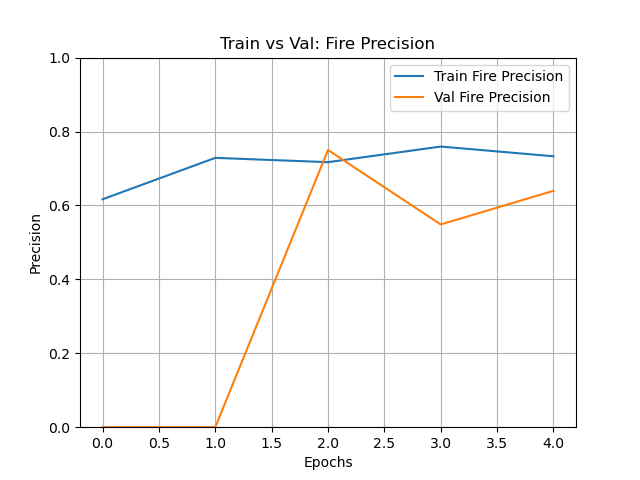 Train vs Val: Fire Precision
Train Fire Precision
Val Fire Precision
Precision
1.0
0.8
0.6
0.4
0.2
0.0
0.0 0.5 1.0 1.5 2.0 2.5 3.0 3.5 4.0
Epochs